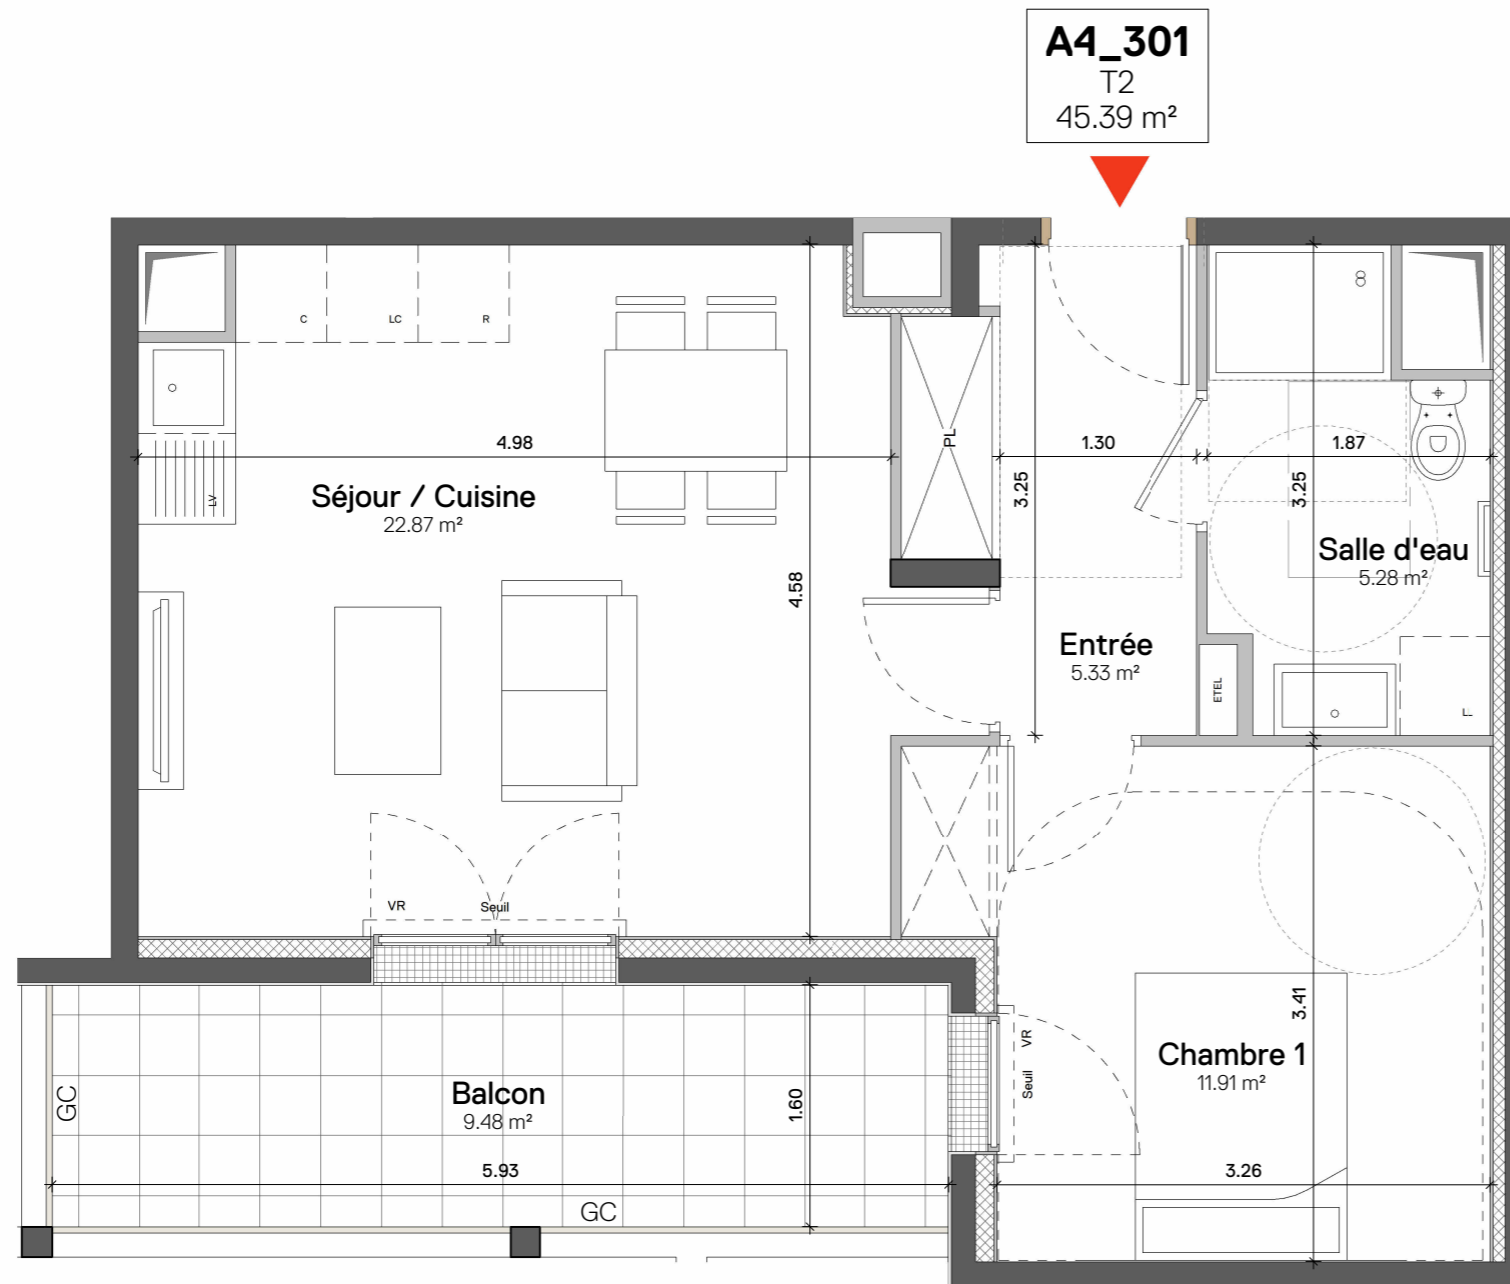 A4_301
T2
45.39 m²
C
LC
R
4.98
PL
1.30
1.87
3.25
3.25
LV
Séjour / Cuisine
22.87 m²
Salle d'eau
5.28 m²
4.58
Entrée
5.33 m²
ETEL
LL
VR
Seuil
3.41
VR
Seuil
Chambre 1
11.91 m²
GC
Balcon
9.48 m²
1.60
5.93
3.26
GC